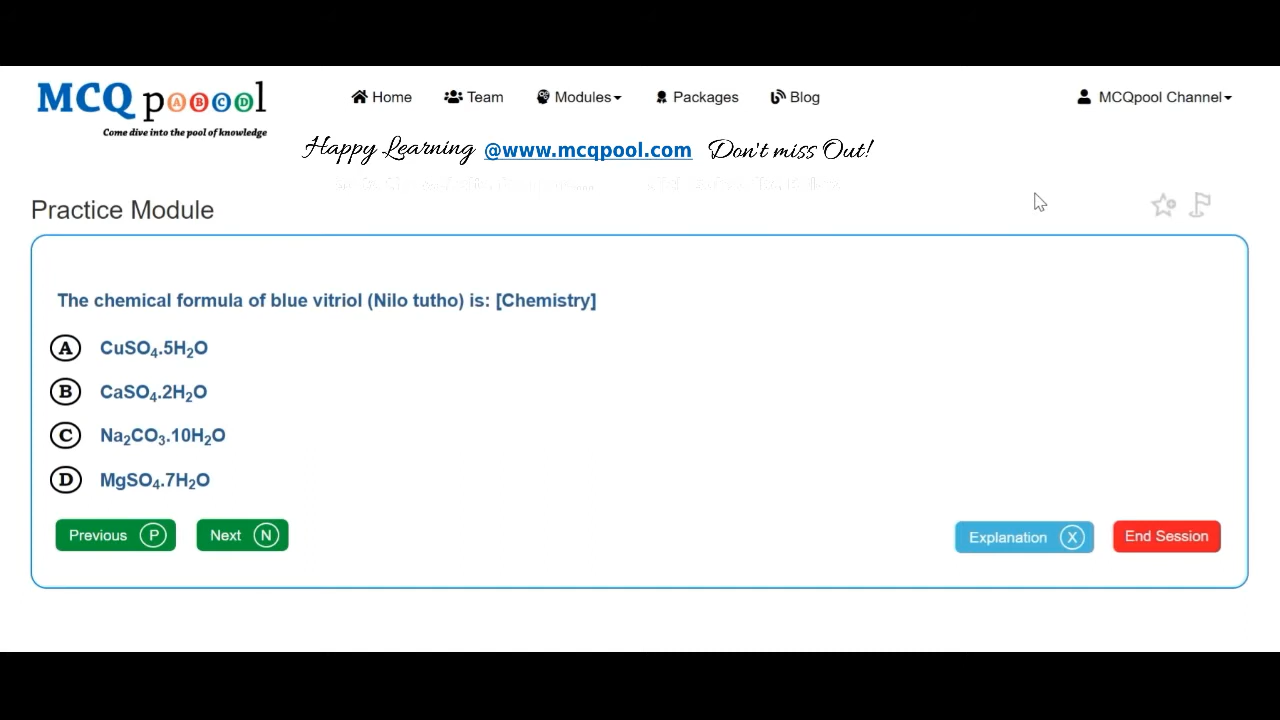 MCQ pooool
Come dive into the pool of knowledge
Home Team Modules Packages Blog MCQpool Channel
Happy Learning @www.mcqpool.com Don't miss Out!
Practice Module
The chemical formula of blue vitriol (Nilo tutho) is: [Chemistry]
A CuSO₄.5H₂O
B CaSO₄.2H₂O
C Na₂CO₃.10H₂O
D MgSO₄.7H₂O
Previous P Next N Explanation X End Session